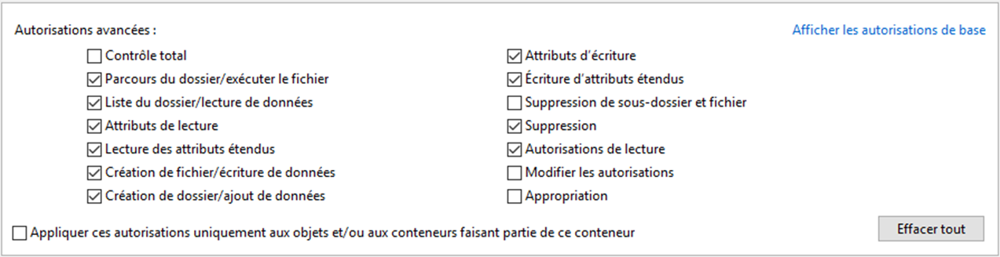 Autorisations avancées :
Afficher les autorisations de base
Contrôle total
Attributs d'écriture
Parcours du dossier/exécuter le fichier
Écriture d'attributs étendus
Liste du dossier/lecture de données
Suppression de sous-dossier et fichier
Attributs de lecture
Suppression
Lecture des attributs étendus
Autorisations de lecture
Création de fichier/écriture de données
Modifier les autorisations
Création de dossier/ajout de données
Appropriation
Appliquer ces autorisations uniquement aux objets et/ou aux conteneurs faisant partie de ce conteneur
Effacer tout